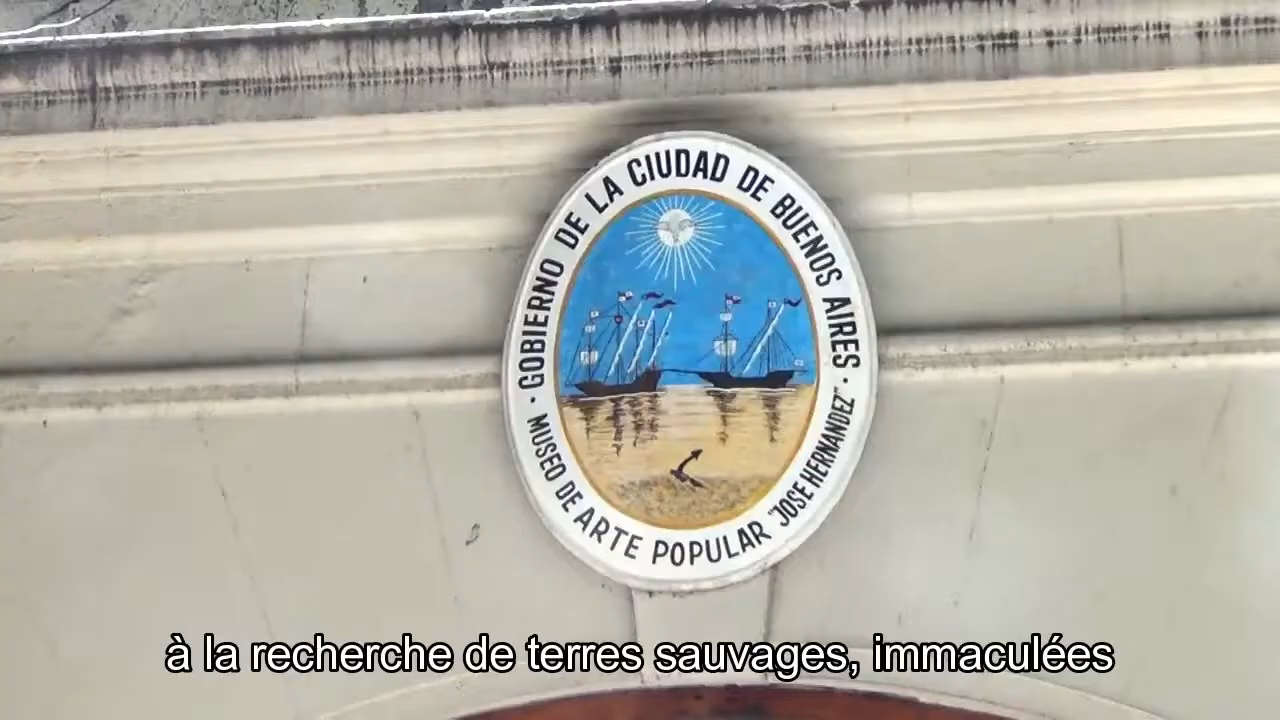 · GOBIERNO DE LA CIUDAD DE BUENOS AIRES ·
MUSEO DE ARTE POPULAR "JOSE HERNANDEZ"
à la recherche de terres sauvages, immaculées